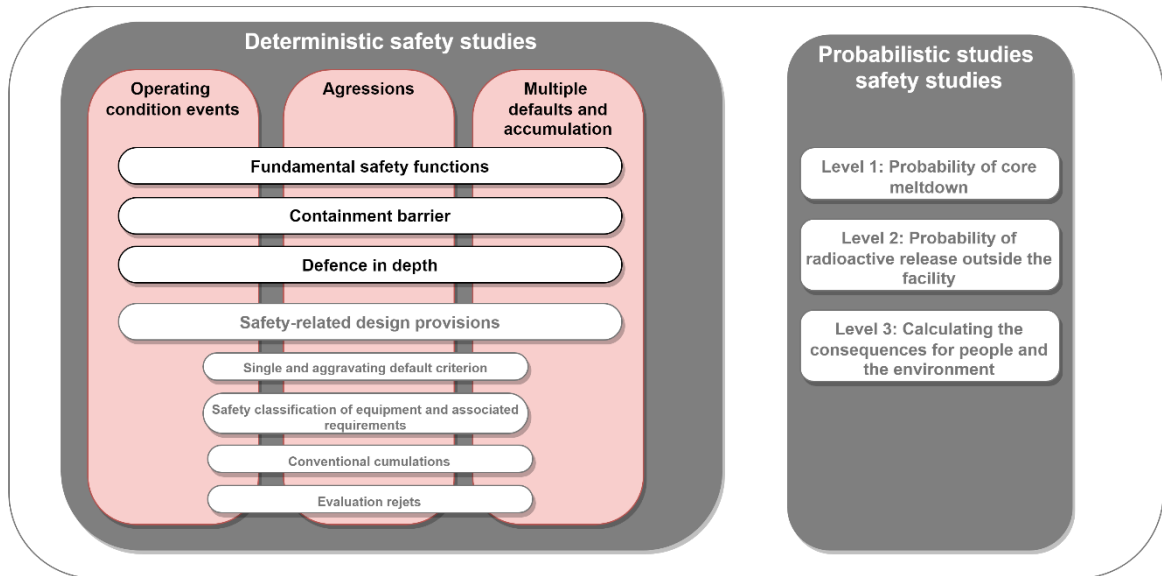 Deterministic safety studies
Operating
condition events
Agressions
Multiple
defaults and
accumulation
Fundamental safety functions
Containment barrier
Defence in depth
Safety-related design provisions
Single and aggravating default criterion
Safety classification of equipment and associated
requirements
Conventional cumulations
Evaluation rejets
Probabilistic studies
safety studies
Level 1: Probability of core
meltdown
Level 2: Probability of
radioactive release outside the
facility
Level 3: Calculating the
consequences for people and
the environment